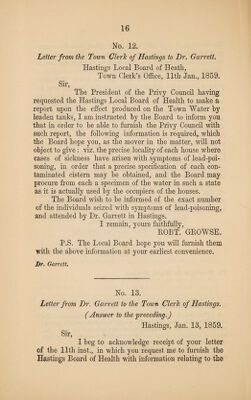 16
No. 12.
Letter from the Town Clerk of Hastings to Dr. Garrett.
Hastings Local Board of Heath,
Town Clerk's Office, 11th Jan., 1859.
Sir,
The President of the Privy Council having
requested the Hastings Local Board of Health to make a
report upon the effect produced on the Town Water by
leaden tanks, I am instructed by the Board to inform you
that in order to be able to furnish the Privy Council with
such report, the following information is required, which
the Board hope you, as the mover in the matter, will not
object to give: viz. the precise locality of each house where
cases of sickness have arisen with symptoms of lead-poi-
soning, in order that a precise specification of each con-
taminated cistern may be obtained, and the Board may
procure from each a specimen of the water in such a state
as it is actually used by the occupiers of the house.
The Board wish to be informed of the exact number
of the individuals seized with symptoms of lead-poisoning,
and attended by Dr. Garrett in Hastings.
I remain, yours faithfully,
ROBT. GROWSE.
P.S. The Local Board hope you will furnish them
with the above information at your earliest convenience.
Dr. Garrett.
No. 13.
Letter from Dr. Garrett to the Town Clerk of Hastings.
(Answer to the preceding.)
Hastings, Jan. 13, 1859.
Sir,
I beg to acknowledge receipt of your letter
of the 11th inst., in which you request me to furnish the
Hastings Board of Health with information relating to the